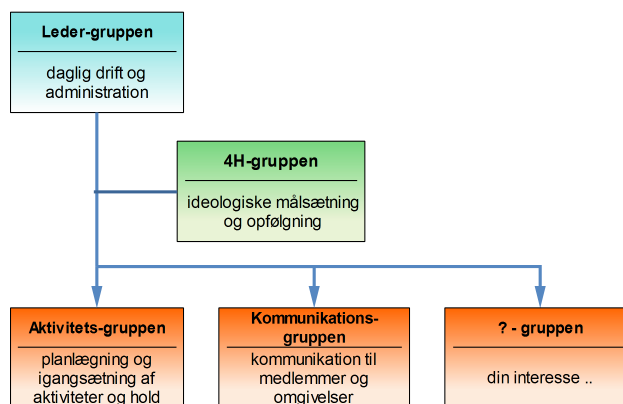 Leder-gruppen
daglig drift og
administration
4H-gruppen
ideologiske målsætning
og opfølgning
Aktivitets-gruppen
planlægning og
igangsætning af
aktiviteter og hold
Kommunikations-
gruppen
kommunikation til
medlemmer og
omgivelser
? - gruppen
din interesse ..